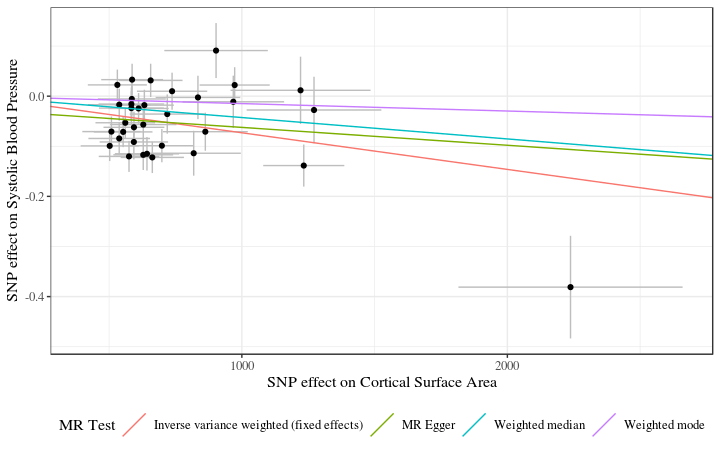 SNP effect on Systolic Blood Pressure
0.0
-0.2
-0.4
1000
2000
SNP effect on Cortical Surface Area
MR Test
Inverse variance weighted (fixed effects)
MR Egger
Weighted median
Weighted mode